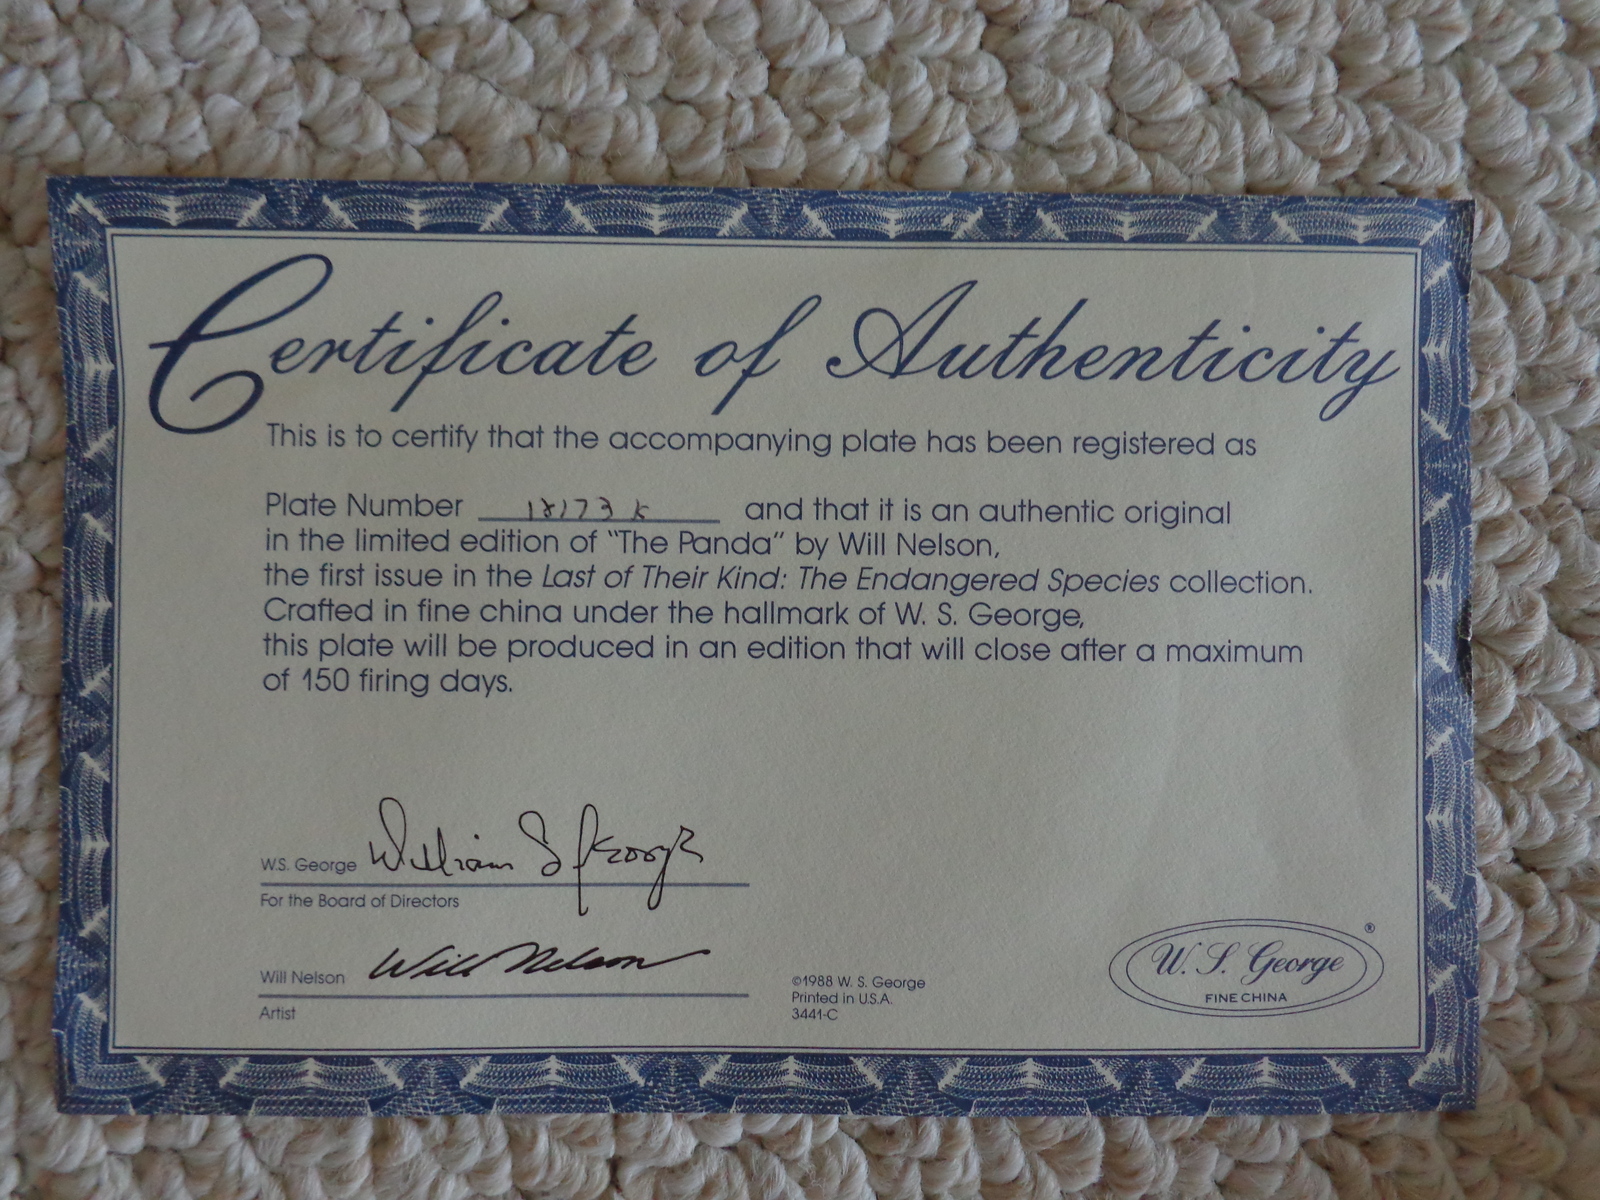 Certificate of Authenticity
This is to certify that the accompanying plate has been registered as
Plate Number 18173 K and that it is an authentic original
in the limited edition of "The Panda" by Will Nelson,
the first issue in the Last of Their Kind: The Endangered Species collection.
Crafted in fine china under the hallmark of W. S. George,
this plate will be produced in an edition that will close after a maximum
of 150 firing days.
W.S. George William S George
For the Board of Directors
Will Nelson Will Nelson
Artist
©1988 W. S. George
Printed in U.S.A.
3441-C
W. S. George ®
FINE CHINA